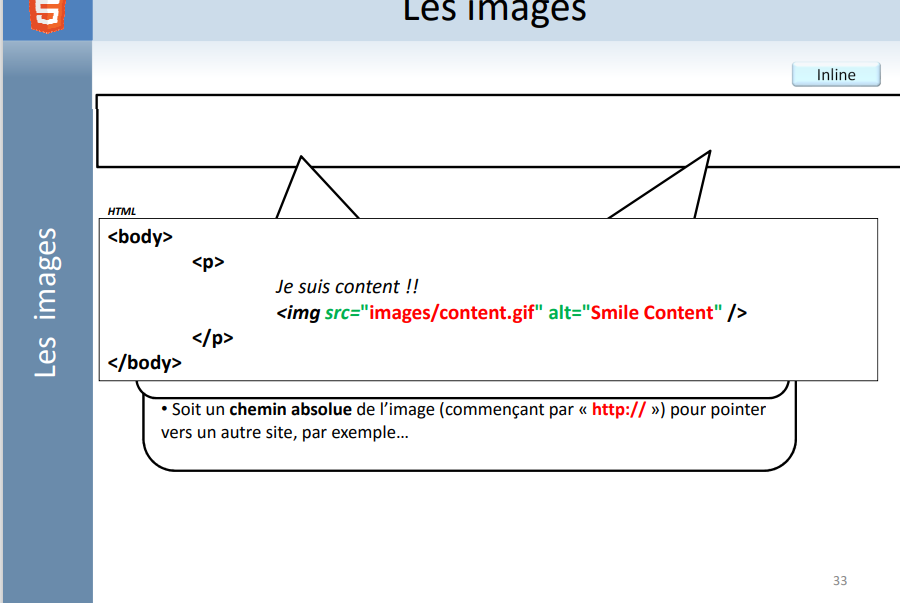 Les images
Inline
Les images
HTML
<body>
<p>
Je suis content !!
<img src="images/content.gif" alt="Smile Content" />
</p>
</body>
• Soit un chemin absolue de l'image (commençant par « http:// ») pour pointer
vers un autre site, par exemple…
33